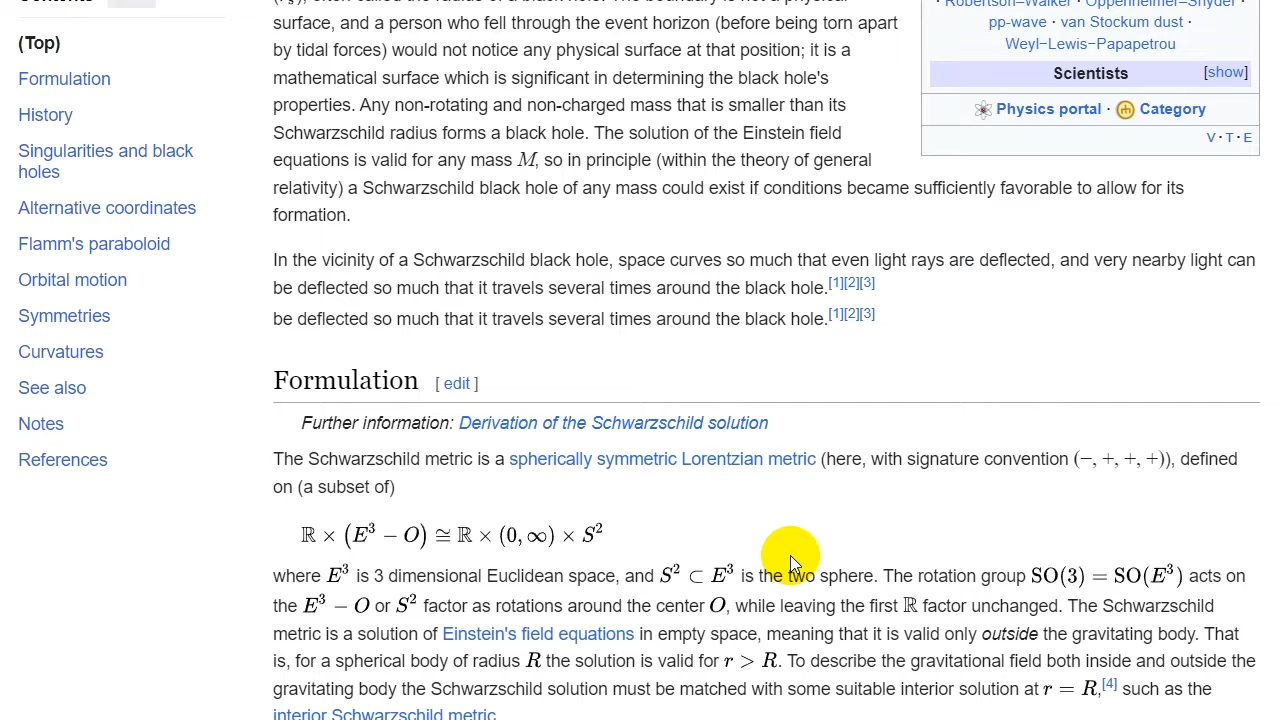 (Top)
Formulation
History
Singularities and black
holes
Alternative coordinates
Flamm's paraboloid
Orbital motion
Symmetries
Curvatures
See also
Notes
References
surface, and a person who fell through the event horizon (before being torn apart
by tidal forces) would not notice any physical surface at that position; it is a
mathematical surface which is significant in determining the black hole's
properties. Any non-rotating and non-charged mass that is smaller than its
Schwarzschild radius forms a black hole. The solution of the Einstein field
equations is valid for any mass M, so in principle (within the theory of general
relativity) a Schwarzschild black hole of any mass could exist if conditions became sufficiently favorable to allow for its
formation.
In the vicinity of a Schwarzschild black hole, space curves so much that even light rays are deflected, and very nearby light can
be deflected so much that it travels several times around the black hole.[1][2][3]
be deflected so much that it travels several times around the black hole.[1][2][3]
Formulation [ edit ]
Further information: Derivation of the Schwarzschild solution
The Schwarzschild metric is a spherically symmetric Lorentzian metric (here, with signature convention (−, +, +, +)), defined
on (a subset of)
ℝ × (E³ − O) ≅ ℝ × (0, ∞) × S²
where E³ is 3 dimensional Euclidean space, and S² ⊂ E³ is the two sphere. The rotation group SO(3) = SO(E³) acts on
the E³ − O or S² factor as rotations around the center O, while leaving the first ℝ factor unchanged. The Schwarzschild
metric is a solution of Einstein's field equations in empty space, meaning that it is valid only outside the gravitating body. That
is, for a spherical body of radius R the solution is valid for r > R. To describe the gravitational field both inside and outside the
gravitating body the Schwarzschild solution must be matched with some suitable interior solution at r = R,[4] such as the
interior Schwarzschild metric.
· Robertson–Walker · Oppenheimer–Snyder ·
pp-wave · van Stockum dust ·
Weyl−Lewis−Papapetrou
Scientists [show]
Physics portal · Category
V · T · E